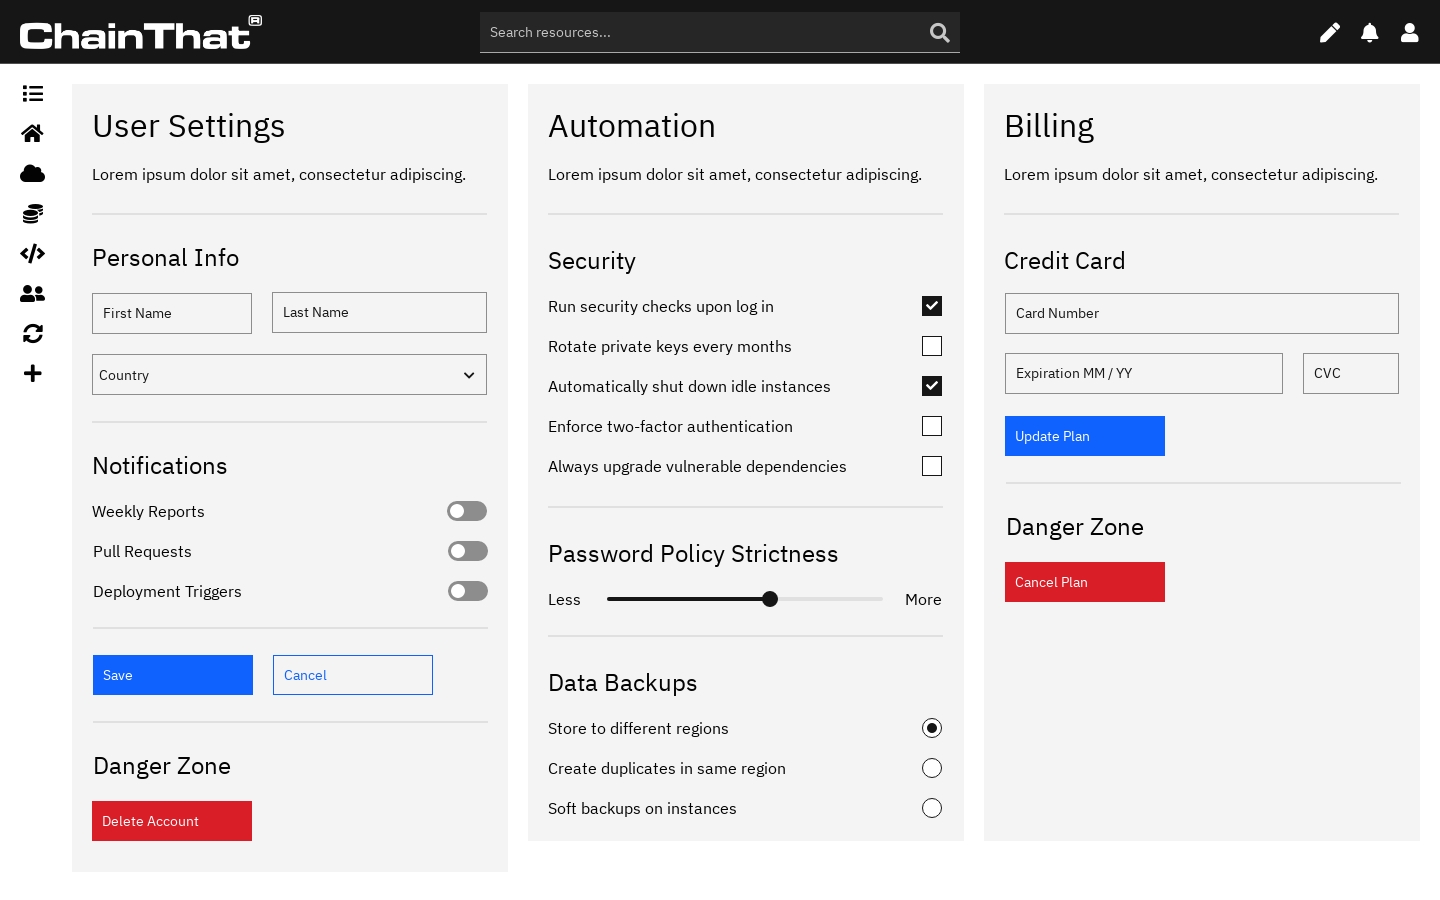 ChainThat®
Search resources...
User Settings
Lorem ipsum dolor sit amet, consectetur adipiscing.
Personal Info
First Name
Last Name
Country
Notifications
Weekly Reports
Pull Requests
Deployment Triggers
Save
Cancel
Danger Zone
Delete Account
Automation
Lorem ipsum dolor sit amet, consectetur adipiscing.
Security
Run security checks upon log in
Rotate private keys every months
Automatically shut down idle instances
Enforce two-factor authentication
Always upgrade vulnerable dependencies
Password Policy Strictness
Less
More
Data Backups
Store to different regions
Create duplicates in same region
Soft backups on instances
Billing
Lorem ipsum dolor sit amet, consectetur adipiscing.
Credit Card
Card Number
Expiration MM / YY
CVC
Update Plan
Danger Zone
Cancel Plan